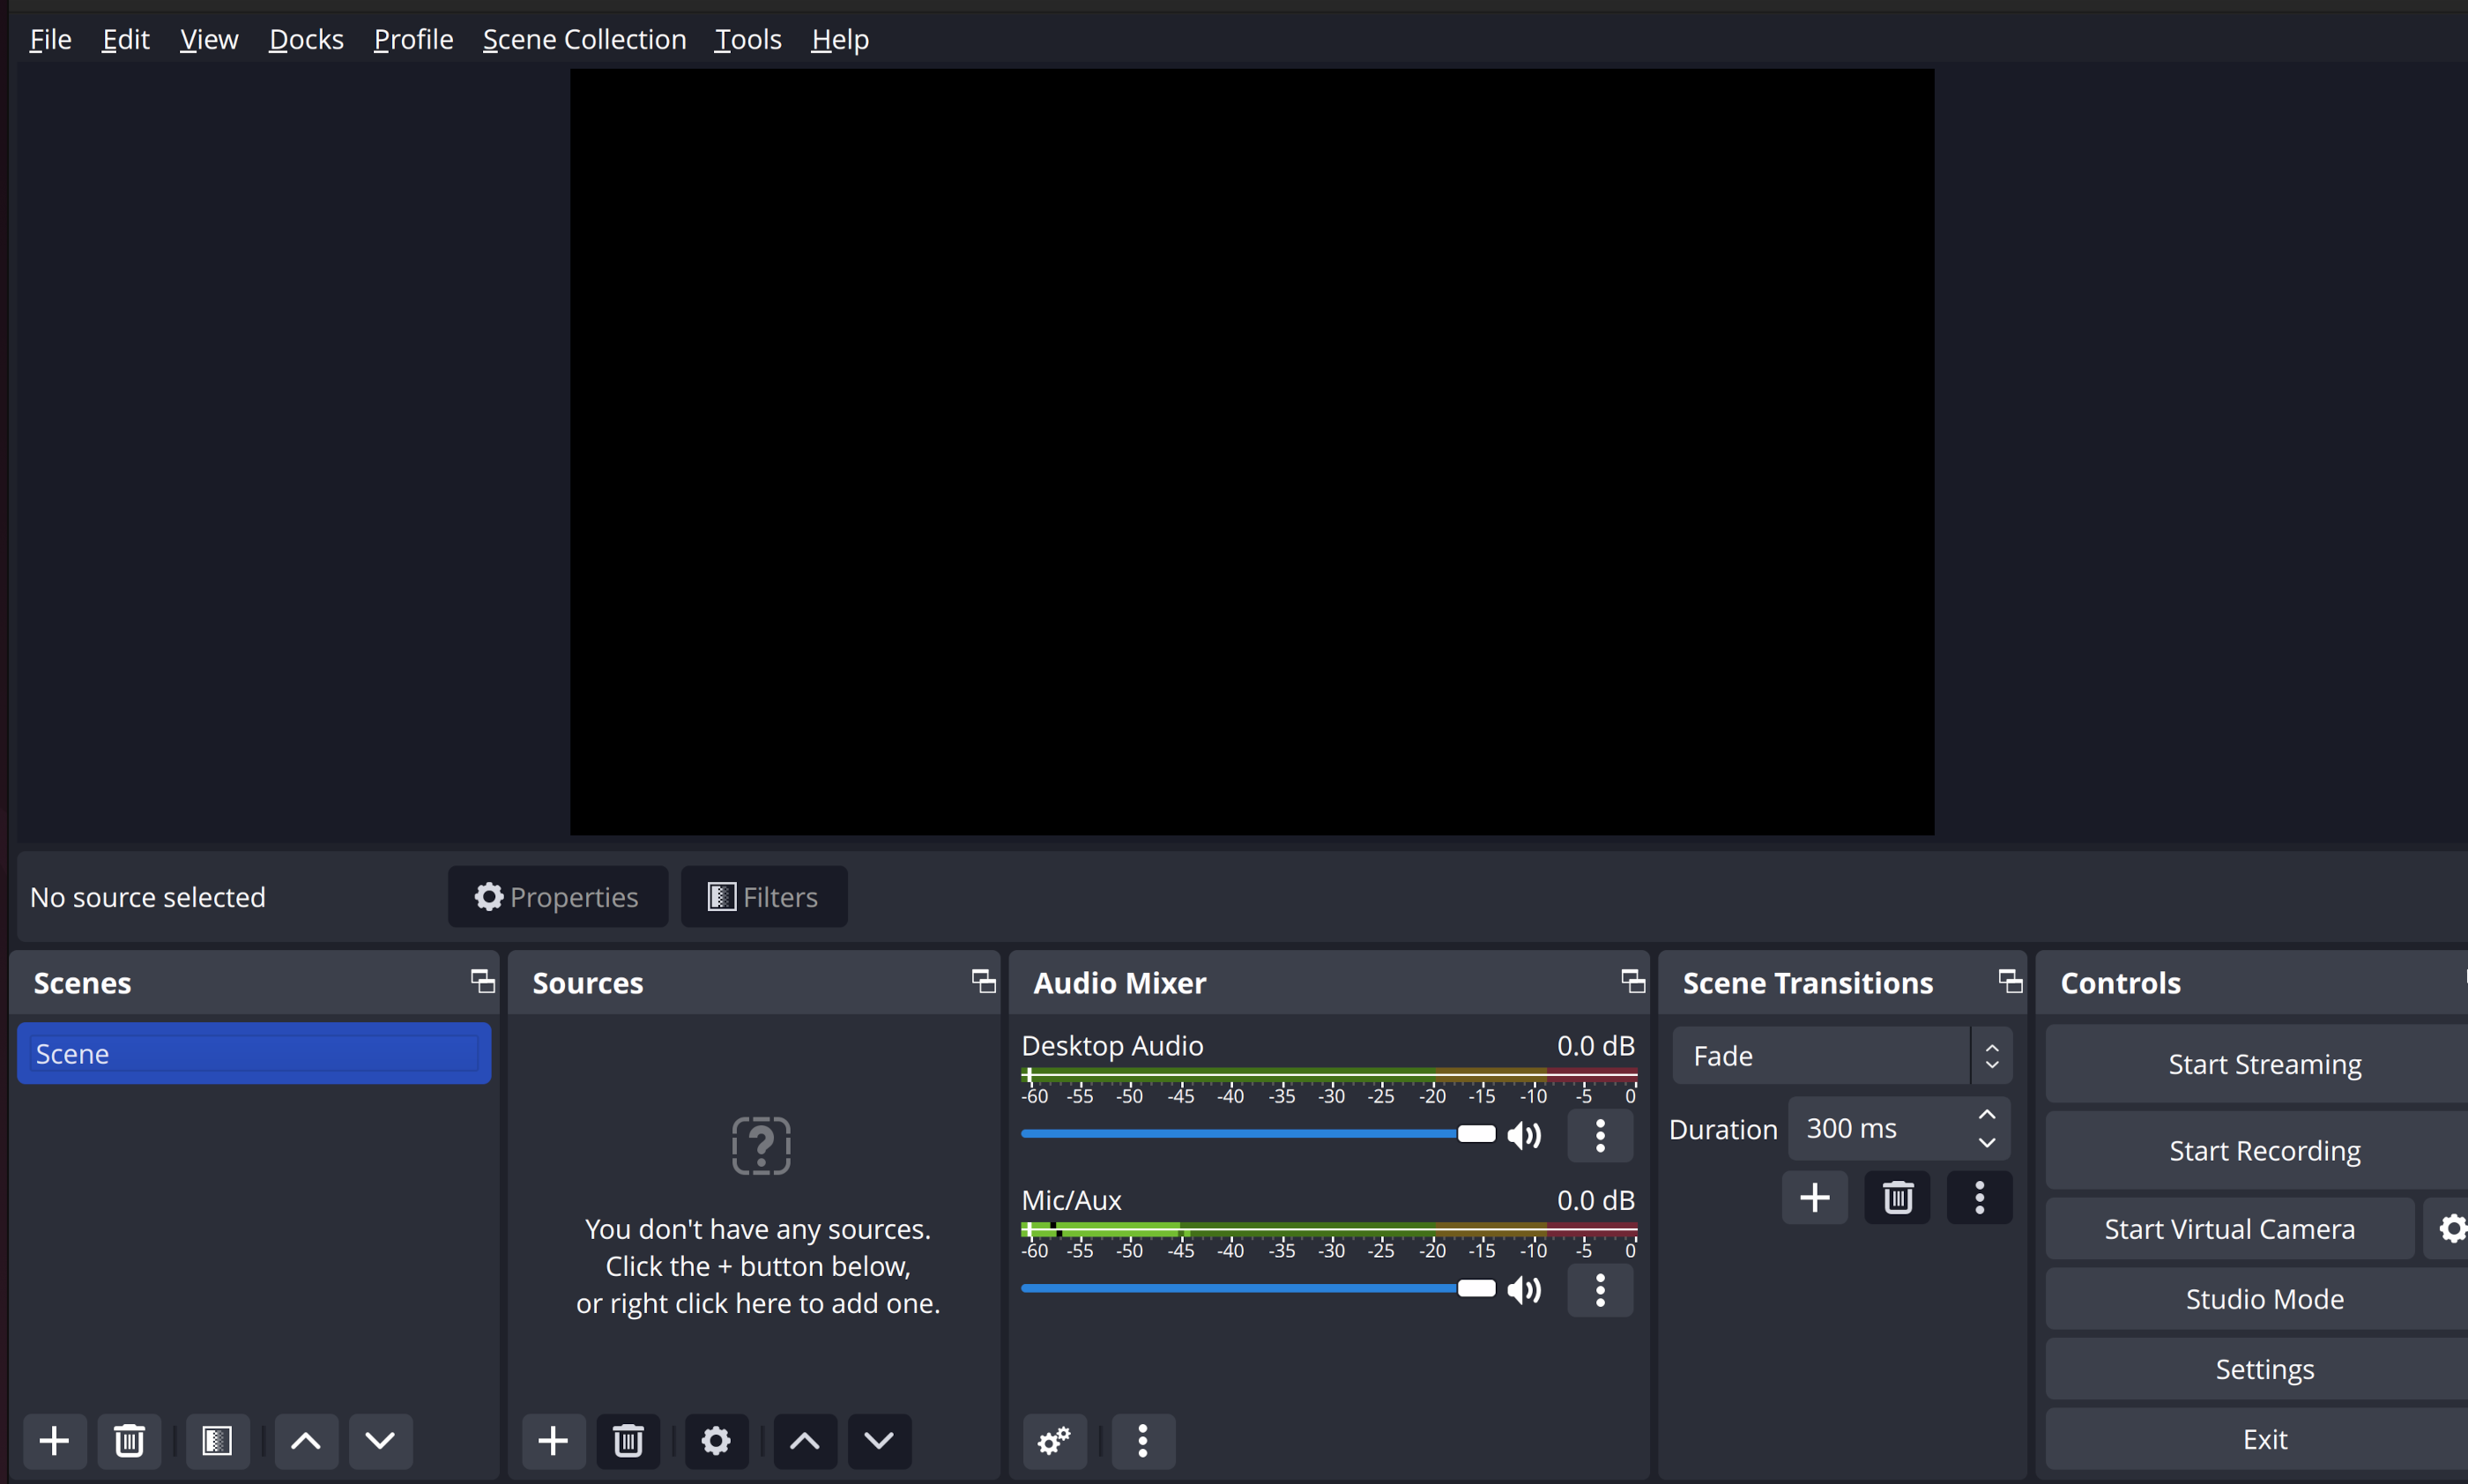 File Edit View Docks Profile Scene Collection Tools Help
No source selected
Properties
Filters
Scenes
Scene
Sources
You don't have any sources.
Click the + button below,
or right click here to add one.
Audio Mixer
Desktop Audio 0.0 dB
-60 -55 -50 -45 -40 -35 -30 -25 -20 -15 -10 -5 0
Mic/Aux 0.0 dB
-60 -55 -50 -45 -40 -35 -30 -25 -20 -15 -10 -5 0
Scene Transitions
Fade
Duration 300 ms
Controls
Start Streaming
Start Recording
Start Virtual Camera
Studio Mode
Settings
Exit